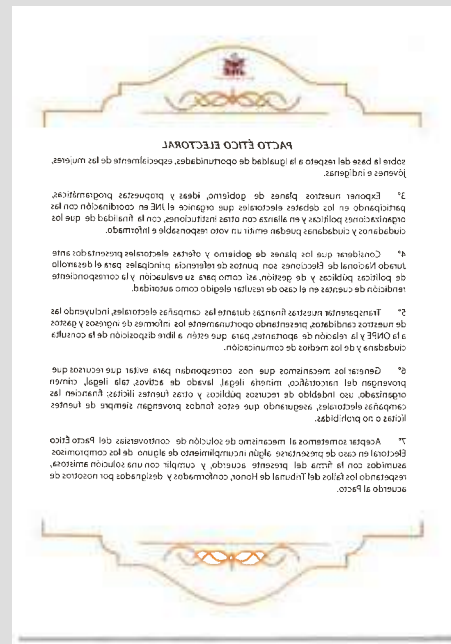 PACTO ÉTICO ELECTORAL
sobre la base del respeto a la igualdad de oportunidades, especialmente de las mujeres,
jóvenes e indígenas.
3° Exponer nuestros planes de gobierno, ideas y propuestas programáticas,
participando en los debates electorales que organice el JNE en coordinación con las
organizaciones políticas y en alianza con otras instituciones, con la finalidad de que los
ciudadanos y ciudadanas puedan emitir un voto responsable e informado.
4° Considerar que los planes de gobierno y ofertas electorales presentados ante
Jurado Nacional de Elecciones son puntos de referencia principales para el desarrollo
de políticas públicas y de gestión, así como para su evaluación y la correspondiente
rendición de cuentas en el caso de resultar elegido como autoridad.
5° Transparentar nuestras finanzas durante las campañas electorales, incluyendo las
de nuestros candidatos, presentando oportunamente los informes de ingresos y gastos
a la ONPE y la relación de aportantes, para que estén a libre disposición de la consulta
ciudadana y de los medios de comunicación.
6° Generar los mecanismos que nos correspondan para evitar que recursos que
provengan del narcotráfico, minería ilegal, lavado de activos, tala ilegal, crimen
organizado, uso indebido de recursos públicos y otras fuentes ilícitas; financien las
campañas electorales, asegurando que estos fondos provengan siempre de fuentes
lícitas o no prohibidas.
7° Aceptar someternos al mecanismo de solución de controversias del Pacto Ético
Electoral en caso de presentarse algún incumplimiento de alguno de los compromisos
asumidos con la firma del presente acuerdo, y cumplir con una solución amistosa,
respetando los fallos del Tribunal de Honor, conformados y designados por nosotros de
acuerdo al Pacto.